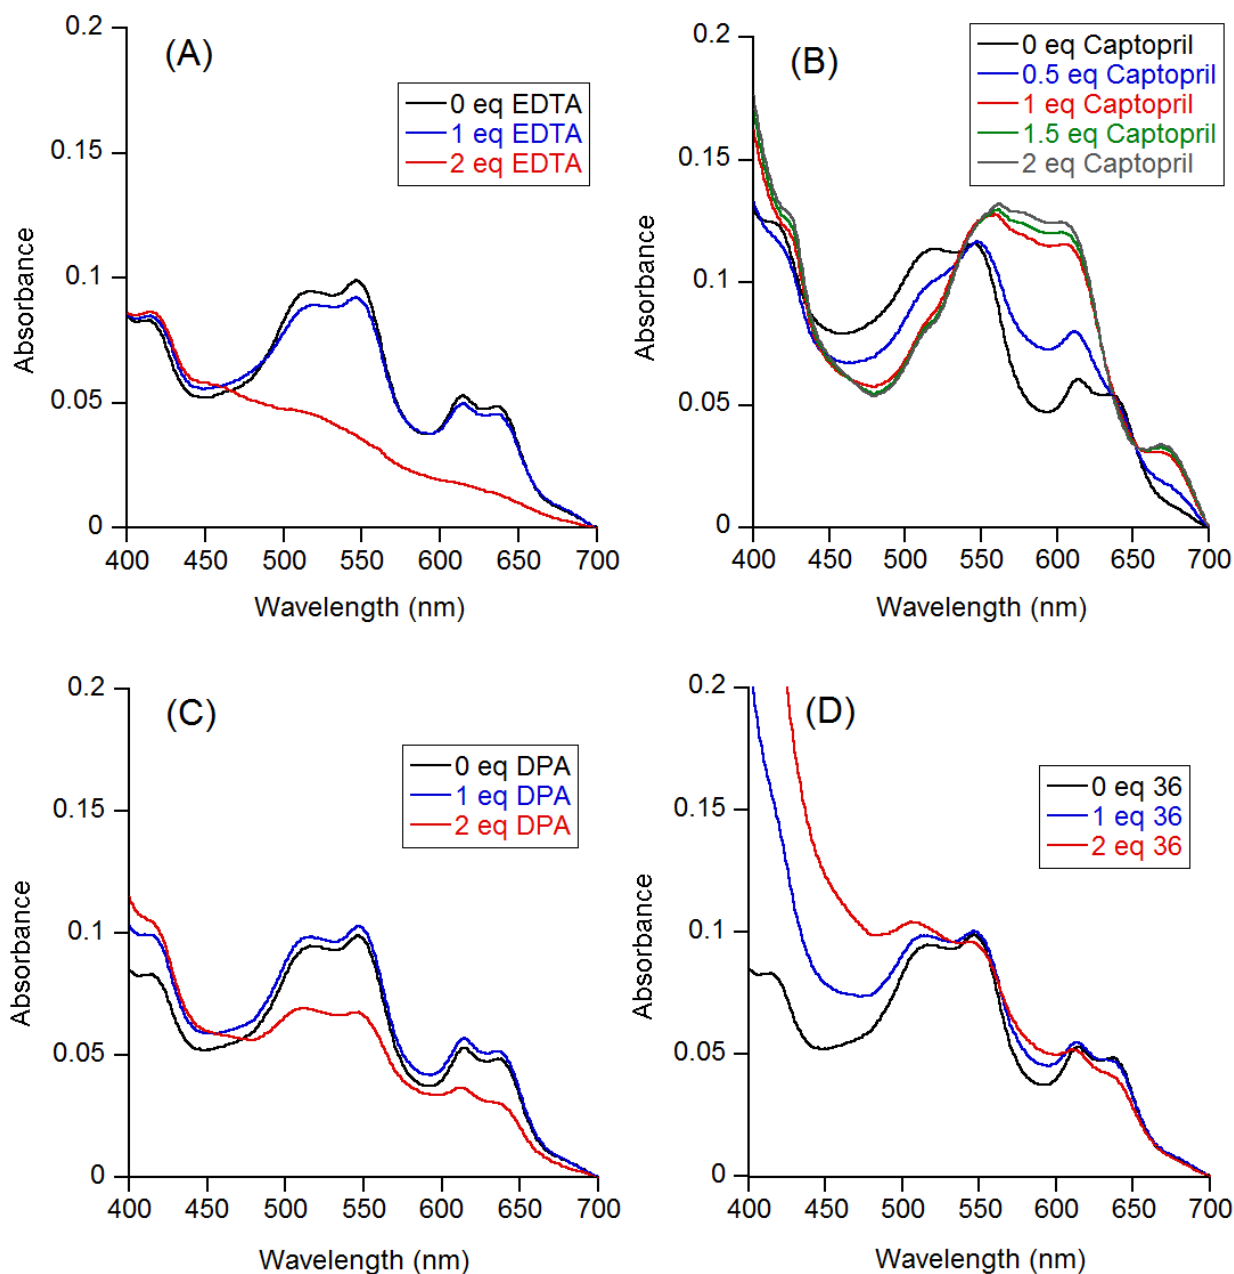 (A)
0 eq EDTA
1 eq EDTA
2 eq EDTA
0.2
0.15
0.1
0.05
0
Absorbance
400 450 500 550 600 650 700
Wavelength (nm)
(B)
0 eq Captopril
0.5 eq Captopril
1 eq Captopril
1.5 eq Captopril
2 eq Captopril
0.2
0.15
0.1
0.05
0
Absorbance
400 450 500 550 600 650 700
Wavelength (nm)
(C)
0 eq DPA
1 eq DPA
2 eq DPA
0.2
0.15
0.1
0.05
0
Absorbance
400 450 500 550 600 650 700
Wavelength (nm)
(D)
0 eq 36
1 eq 36
2 eq 36
0.2
0.15
0.1
0.05
0
Absorbance
400 450 500 550 600 650 700
Wavelength (nm)